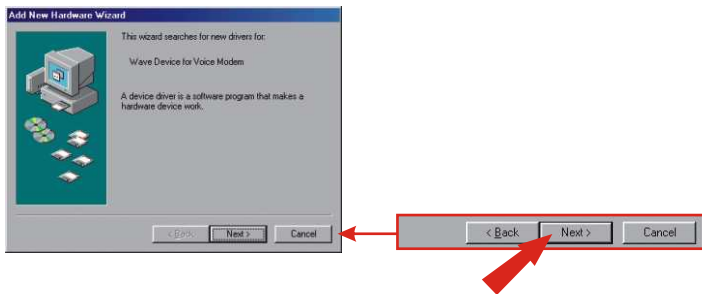 Add New Hardware Wizard
This wizard searches for new drivers for:
Wave Device for Voice Modem
A device driver is a software program that makes a
hardware device work.
< Back Next > Cancel
< Back Next > Cancel